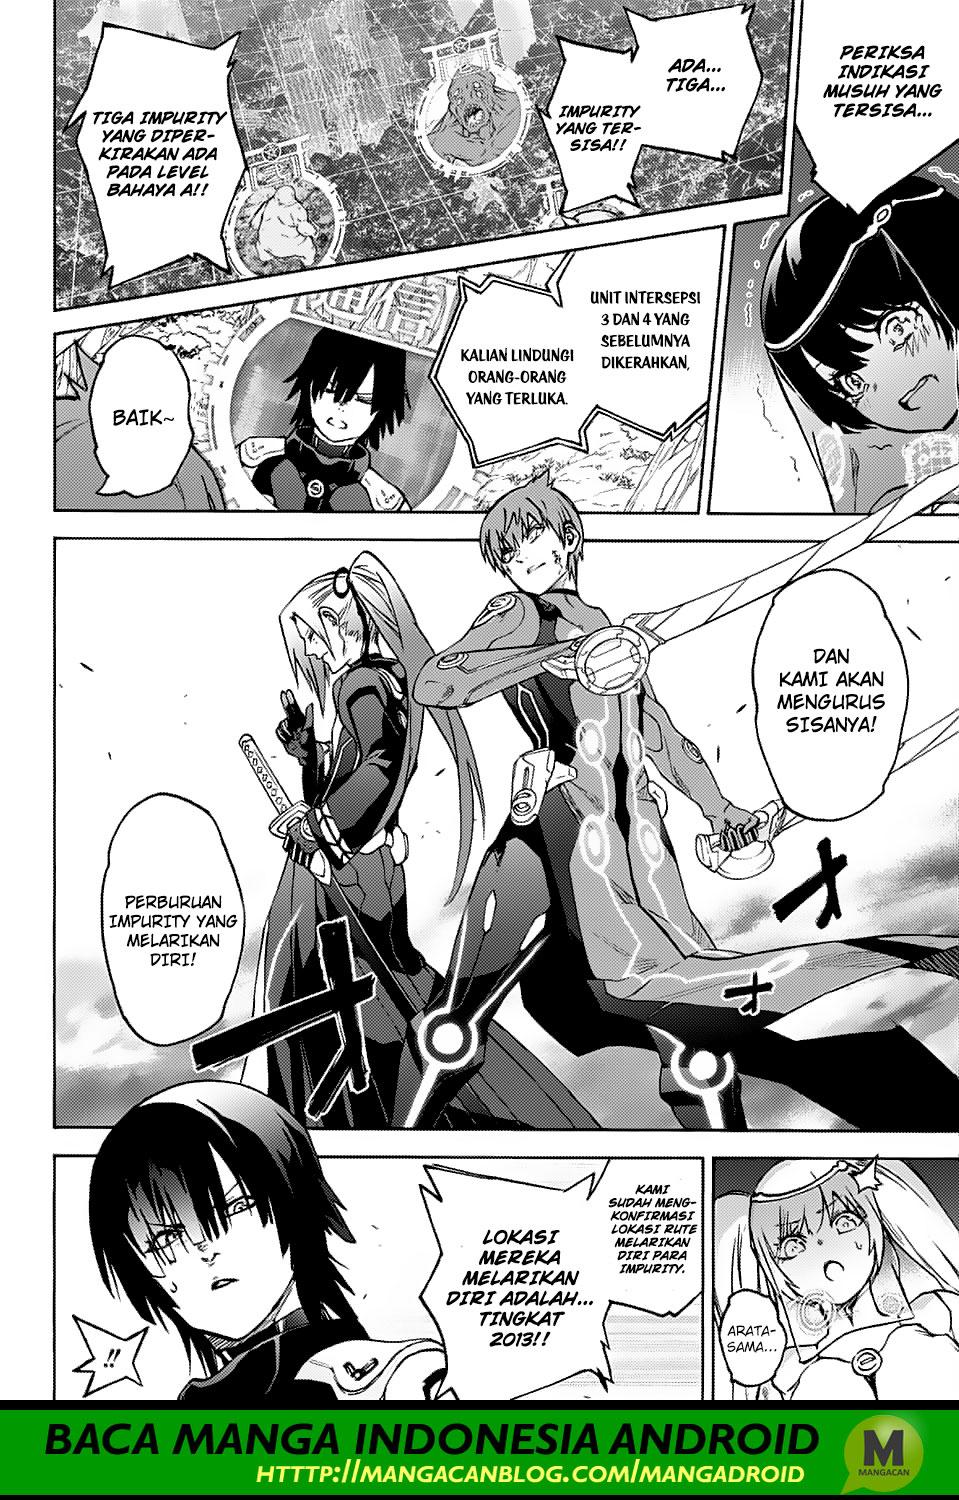 PERIKSA
INDIKASI
MUSUH YANG
TERSISA...
ADA...
TIGA...
IMPURITY
YANG TER-
SISA!!
TIGA IMPURITY
YANG DIPER-
KIRAKAN ADA
PADA LEVEL
BAHAYA A!!
UNIT INTERSEPSI
3 DAN 4 YANG
SEBELUMNYA
DIKERAHKAN,
KALIAN LINDUNGI
ORANG-ORANG
YANG TERLUKA.
通信
BAIK~
DAN
KAMI AKAN
MENGURUS
SISANYA!
PERBURUAN
IMPURITY YANG
MELARIKAN
DIRI!
ARATA-
SAMA...
KAMI
SUDAH MENG-
KONFIRMASI
LOKASI RUTE
MELARIKAN
DIRI PARA
IMPURITY.
LOKASI
MEREKA
MELARIKAN
DIRI ADALAH...
TINGKAT
2013!!
!!
BACA MANGA INDONESIA ANDROID
HTTTP://MANGACANBLOG.COM/MANGADROID
M
MANGACAN